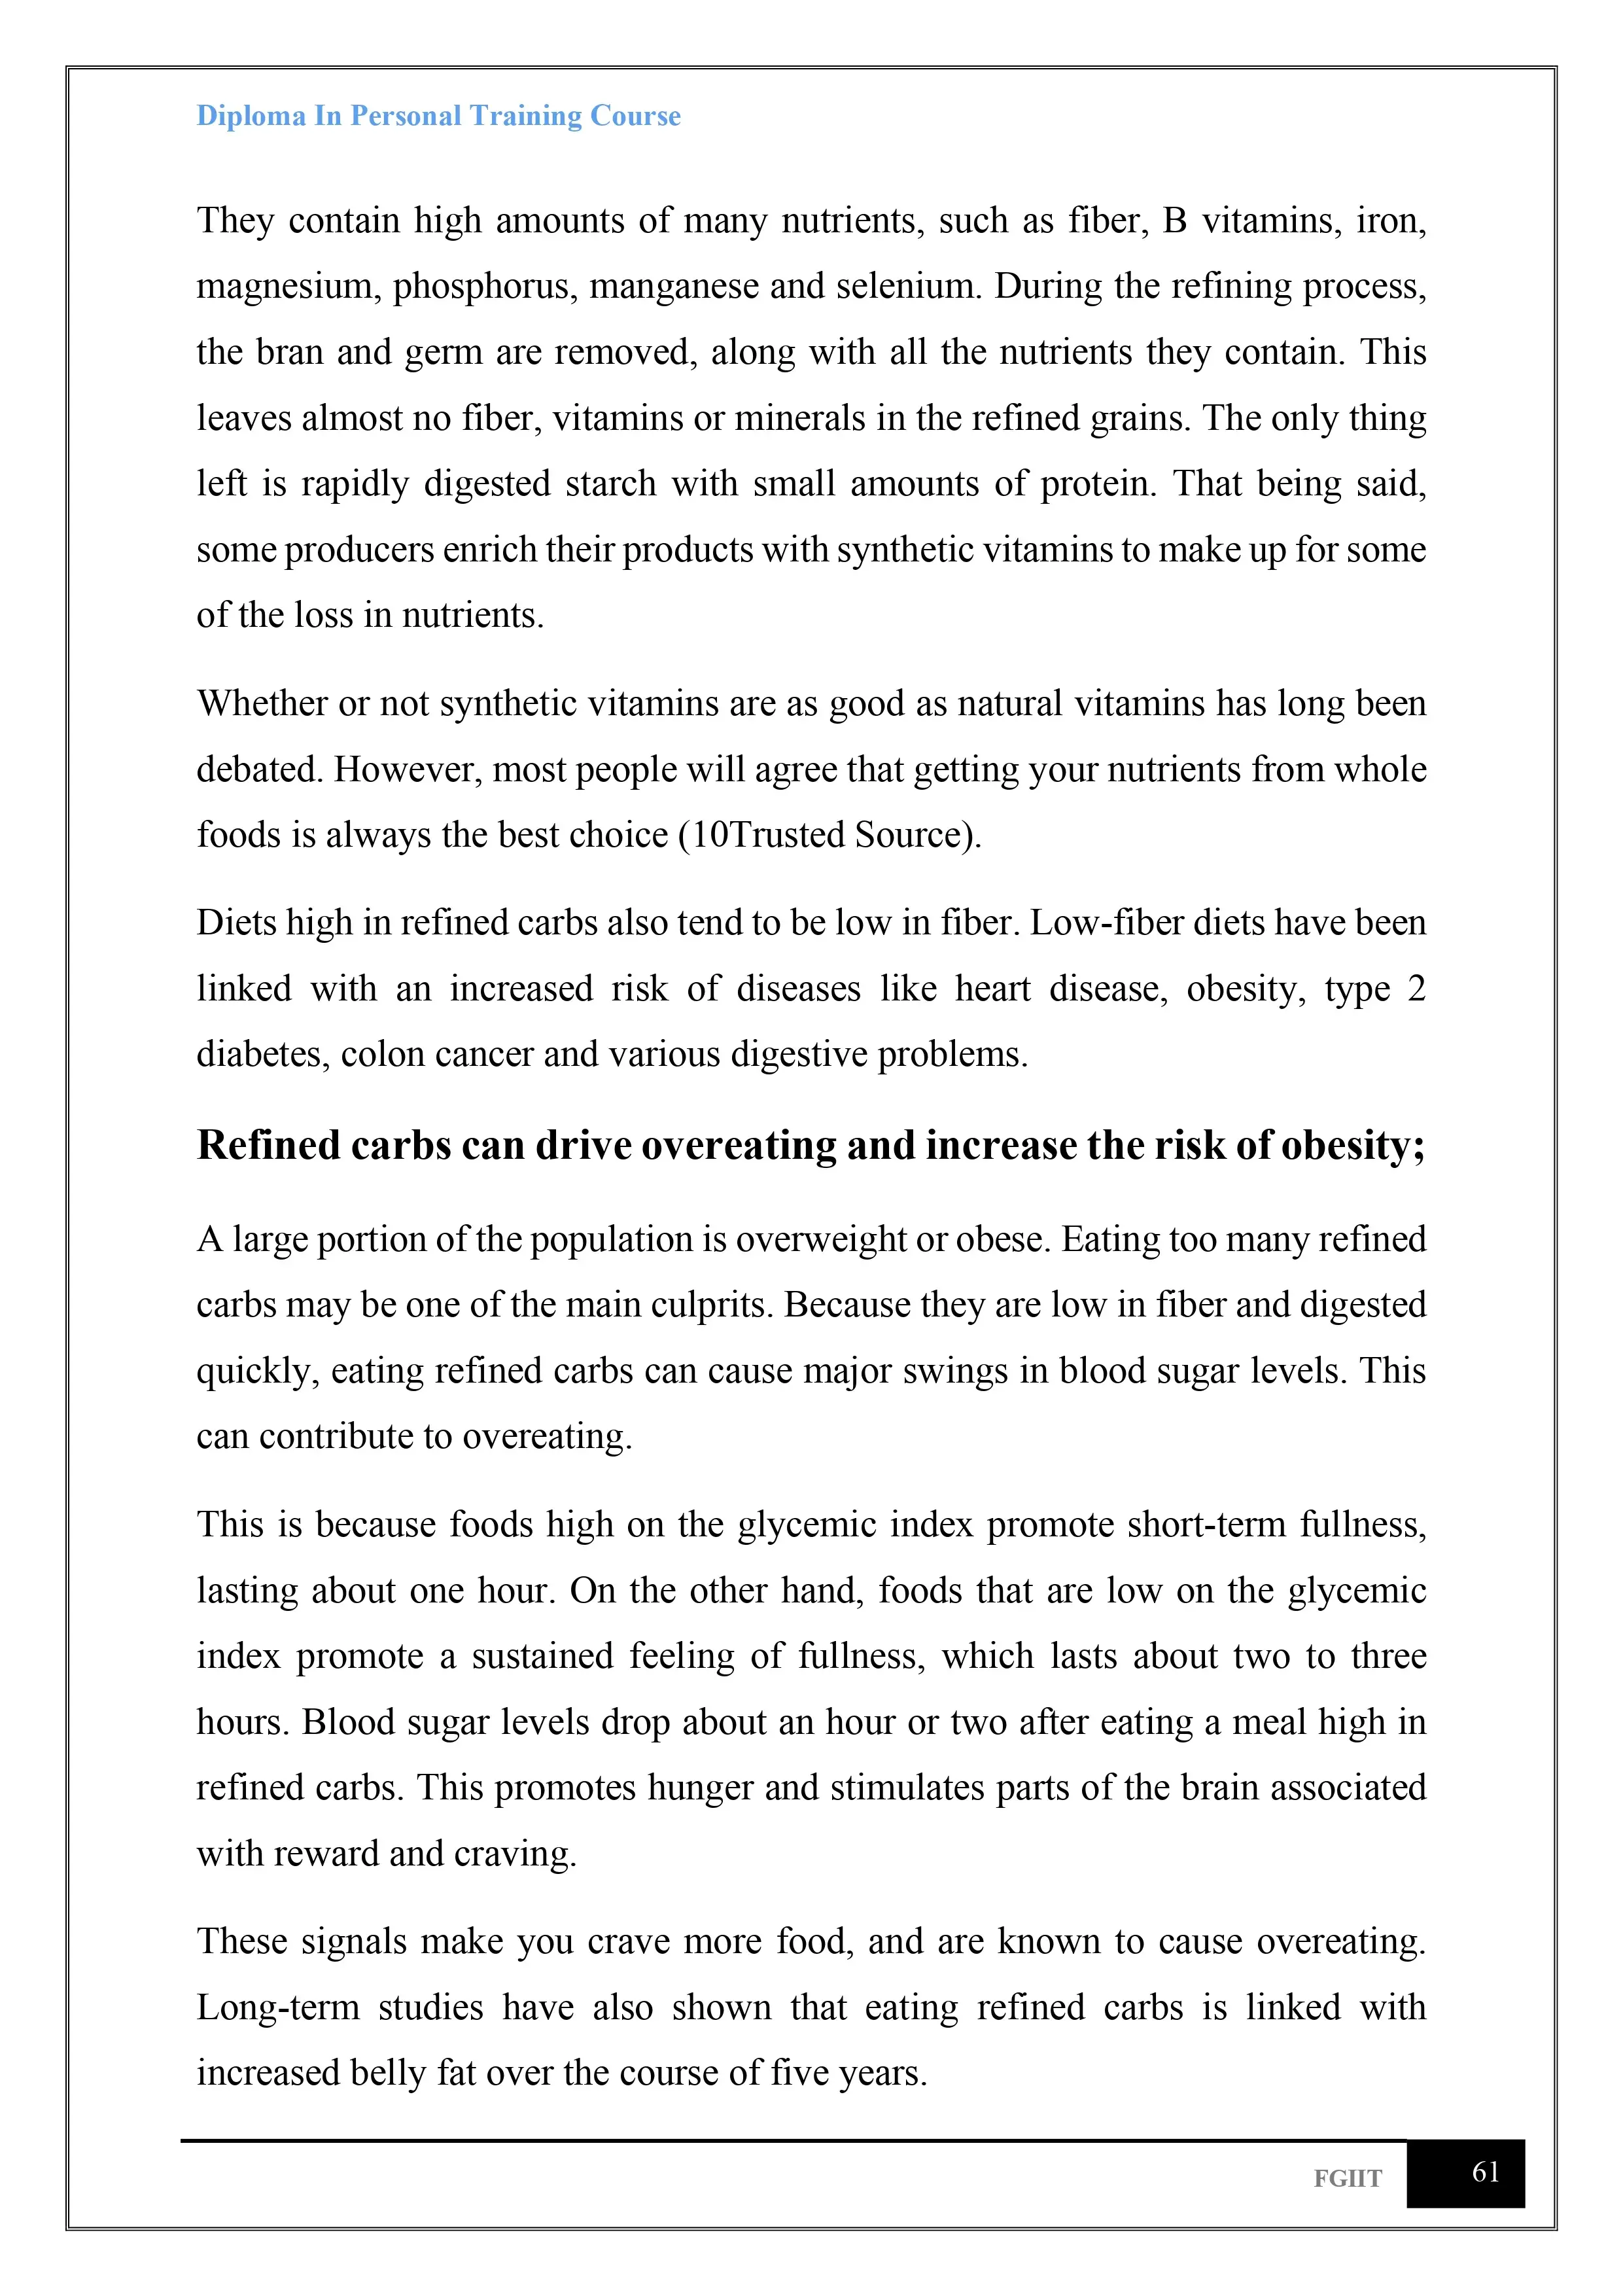 Diploma In Personal Training Course
They contain high amounts of many nutrients, such as fiber, B vitamins, iron,
magnesium, phosphorus, manganese and selenium. During the refining process,
the bran and germ are removed, along with all the nutrients they contain. This
leaves almost no fiber, vitamins or minerals in the refined grains. The only thing
left is rapidly digested starch with small amounts of protein. That being said,
some producers enrich their products with synthetic vitamins to make up for some
of the loss in nutrients.
Whether or not synthetic vitamins are as good as natural vitamins has long been
debated. However, most people will agree that getting your nutrients from whole
foods is always the best choice (10Trusted Source).
Diets high in refined carbs also tend to be low in fiber. Low-fiber diets have been
linked with an increased risk of diseases like heart disease, obesity, type 2
diabetes, colon cancer and various digestive problems.
Refined carbs can drive overeating and increase the risk of obesity;
A large portion of the population is overweight or obese. Eating too many refined
carbs may be one of the main culprits. Because they are low in fiber and digested
quickly, eating refined carbs can cause major swings in blood sugar levels. This
can contribute to overeating.
This is because foods high on the glycemic index promote short-term fullness,
lasting about one hour. On the other hand, foods that are low on the glycemic
index promote a sustained feeling of fullness, which lasts about two to three
hours. Blood sugar levels drop about an hour or two after eating a meal high in
refined carbs. This promotes hunger and stimulates parts of the brain associated
with reward and craving.
These signals make you crave more food, and are known to cause overeating.
Long-term studies have also shown that eating refined carbs is linked with
increased belly fat over the course of five years.
FGIIT 61